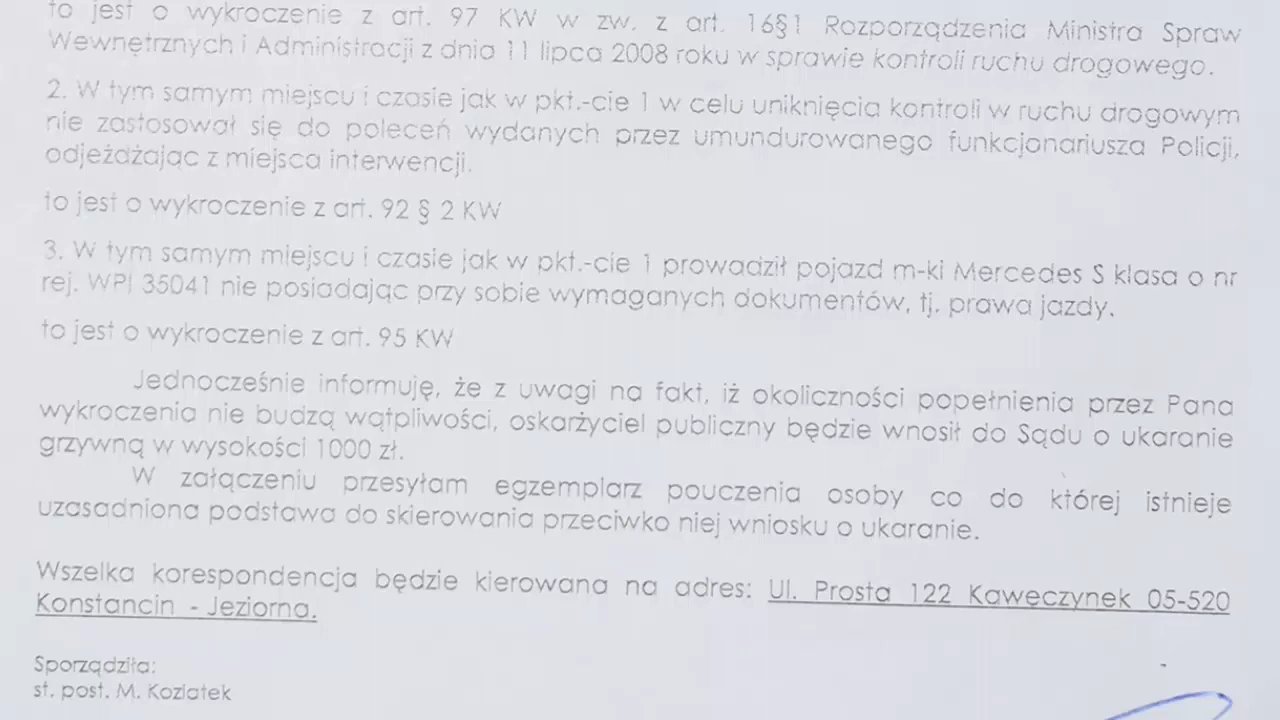 to jest o wykroczenie z art. 97 KW w zw. z art. 16§1 Rozporządzenia Ministra Spraw
Wewnętrznych i Administracji z dnia 11 lipca 2008 roku w sprawie kontroli ruchu drogowego.
2. W tym samym miejscu i czasie jak w pkt.-cie 1 w celu uniknięcia kontroli w ruchu drogowym
nie zastosował się do poleceń wydanych przez umundurowanego funkcjonariusza Policji,
odjeżdżając z miejsca interwencji.
to jest o wykroczenie z art. 92 § 2 KW
3. W tym samym miejscu i czasie jak w pkt.-cie 1 prowadził pojazd m-ki Mercedes S klasa o nr
rej. WPI 35041 nie posiadając przy sobie wymaganych dokumentów, tj. prawa jazdy.
to jest o wykroczenie z art. 95 KW
Jednocześnie informuję, że z uwagi na fakt, iż okoliczności popełnienia przez Pana
wykroczenia nie budzą wątpliwości, oskarżyciel publiczny będzie wnosił do Sądu o ukaranie
grzywną w wysokości 1000 zł.
W załączeniu przesyłam egzemplarz pouczenia osoby co do której istnieje
uzasadniona podstawa do skierowania przeciwko niej wniosku o ukaranie.
Wszelka korespondencja będzie kierowana na adres: Ul. Prosta 122 Kawęczynek 05-520
Konstancin - Jeziorna.
Sporządziła:
st. post. M. Koziatek